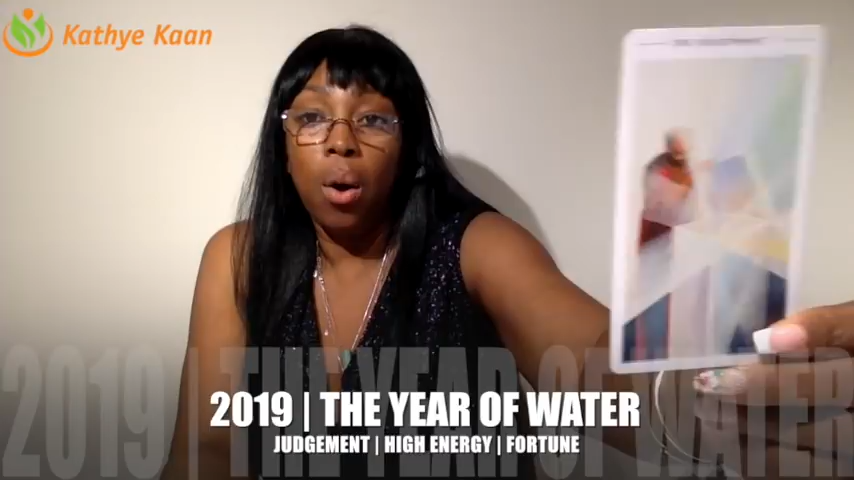 Kathye Kaan
2019 | THE YEAR OF WATER
2019 | THE YEAR OF WATER
JUDGEMENT | HIGH ENERGY | FORTUNE